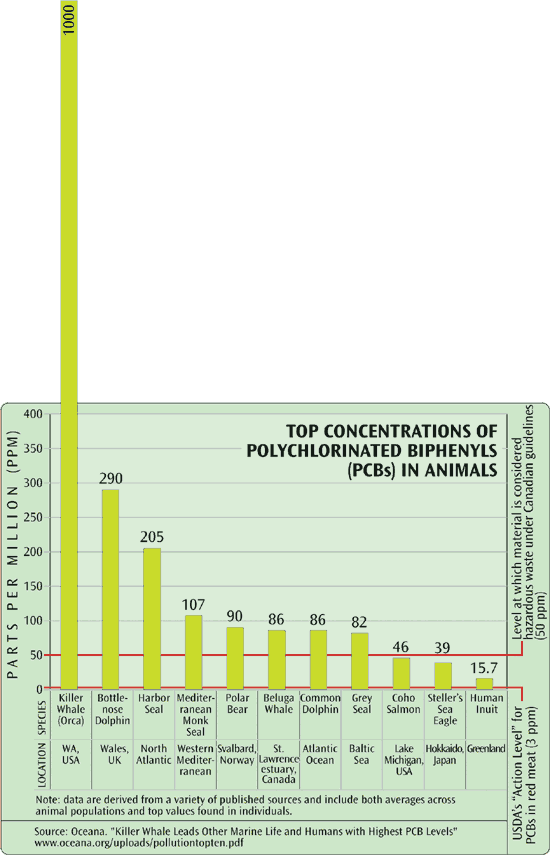 1000
TOP CONCENTRATIONS OF
POLYCHLORINATED BIPHENYLS
(PCBs) IN ANIMALS
PARTS PER MILLION (PPM)
400
350
300
250
200
150
100
50
0
290
205
107
90
86
86
82
46
39
15.7
Level at which material is considered
hazardous waste under Canadian guidelines
(50 ppm)
USDA's "Action Level" for
PCBs in red meat (3 ppm)
SPECIES
Killer
Whale
(Orca)
Bottle-
nose
Dolphin
Harbor
Seal
Mediter-
ranean
Monk
Seal
Polar
Bear
Beluga
Whale
Common
Dolphin
Grey
Seal
Coho
Salmon
Steller's
Sea
Eagle
Human
Inuit
LOCATION
WA,
USA
Wales,
UK
North
Atlantic
Western
Mediter-
ranean
Svalbard,
Norway
St.
Lawrence
estuary,
Canada
Atlantic
Ocean
Baltic
Sea
Lake
Michigan,
USA
Hokkaido,
Japan
Greenland
Note: data are derived from a variety of published sources and include both averages across
animal populations and top values found in individuals.
Source: Oceana. "Killer Whale Leads Other Marine Life and Humans with Highest PCB Levels"
www.oceana.org/uploads/pollutiontopten.pdf